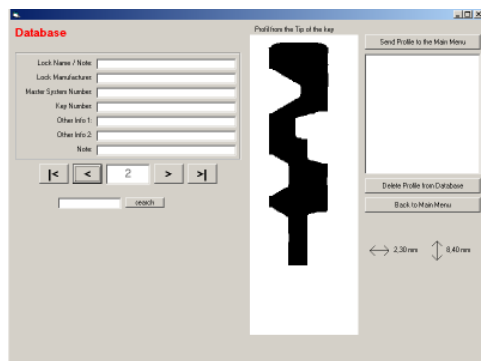 Database
Profil from the Tip of the key
Send Profile to the Main Menu
Lock Name / Note:
Lock Manufacturer:
Master System Number:
Key Number:
Other Info 1:
Other Info 2:
Note:
|< < 2 > >|
search
Delete Profile from Database
Back to Main Menu
2,30 mm 8,40 mm